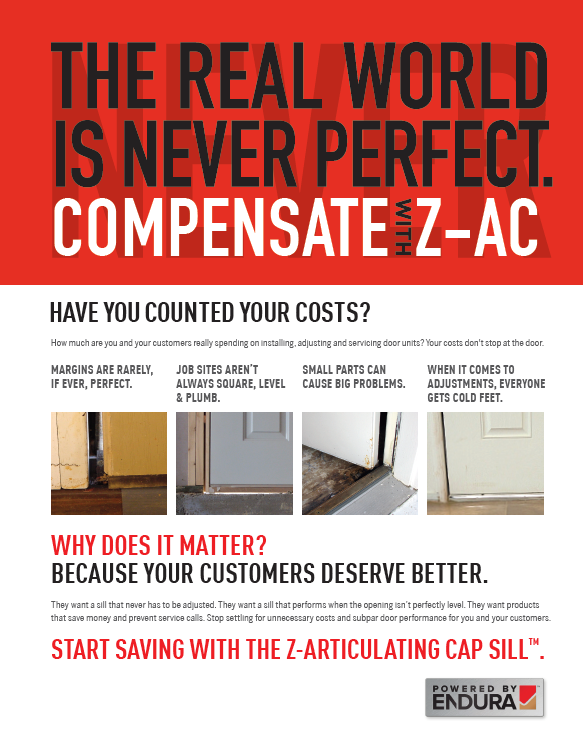 THE REAL WORLD
IS NEVER PERFECT.
COMPENSATE WITH Z-AC
NEVER
HAVE YOU COUNTED YOUR COSTS?
How much are you and your customers really spending on installing, adjusting and servicing door units? Your costs don't stop at the door.
MARGINS ARE RARELY,
IF EVER, PERFECT.
JOB SITES AREN'T
ALWAYS SQUARE, LEVEL
& PLUMB.
SMALL PARTS CAN
CAUSE BIG PROBLEMS.
WHEN IT COMES TO
ADJUSTMENTS, EVERYONE
GETS COLD FEET.
WHY DOES IT MATTER?
BECAUSE YOUR CUSTOMERS DESERVE BETTER.
They want a sill that never has to be adjusted. They want a sill that performs when the opening isn't perfectly level. They want products
that save money and prevent service calls. Stop settling for unnecessary costs and subpar door performance for you and your customers.
START SAVING WITH THE Z-ARTICULATING CAP SILL™.
POWERED BY
ENDURA™